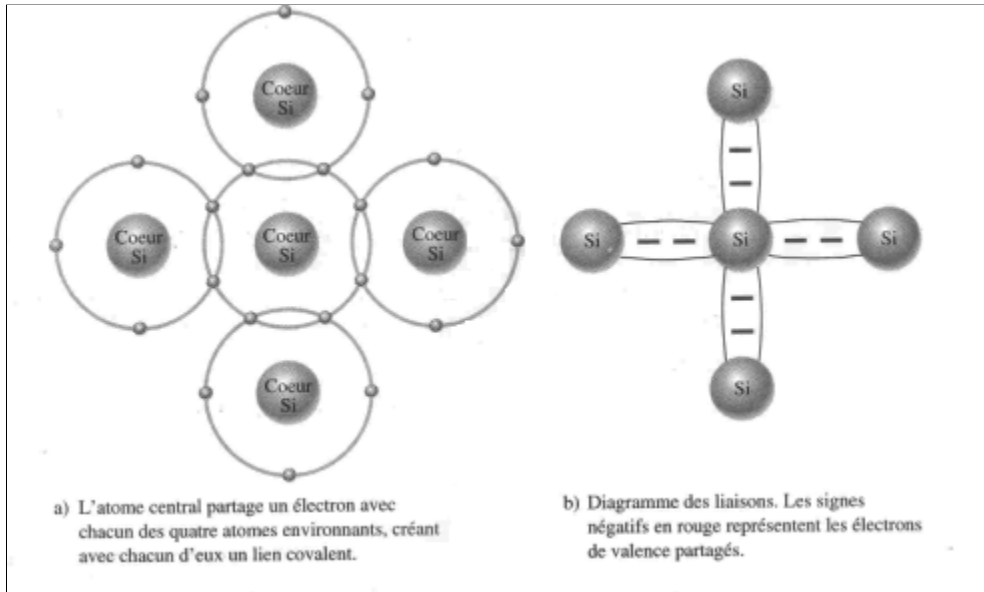 Coeur
Si
Coeur
Si
Coeur
Si
Coeur
Si
Coeur
Si
Si
Si
Si
Si
Si
a) L'atome central partage un électron avec
chacun des quatre atomes environnants, créant
avec chacun d'eux un lien covalent.
b) Diagramme des liaisons. Les signes
négatifs en rouge représentent les électrons
de valence partagés.